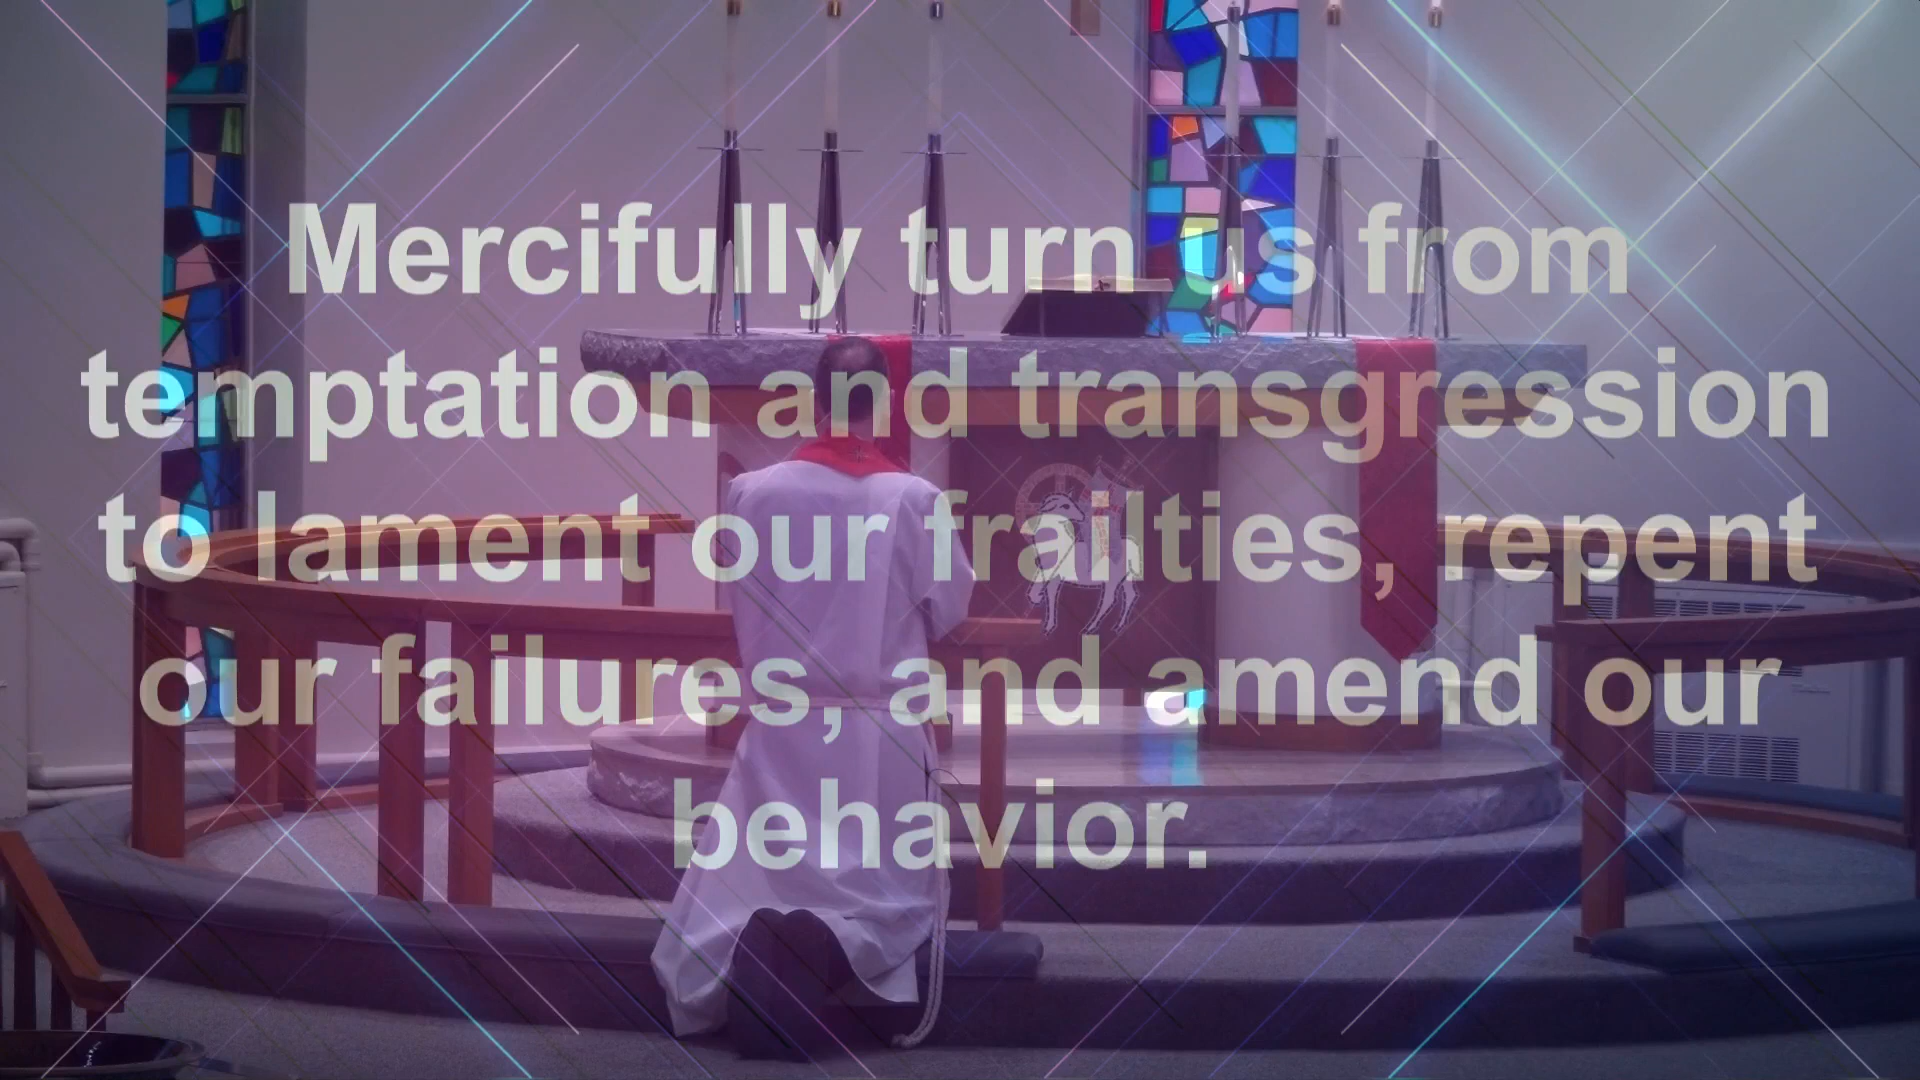 Mercifully turn us from
temptation and transgression
to lament our frailties, repent
our failures, and amend our
behavior.